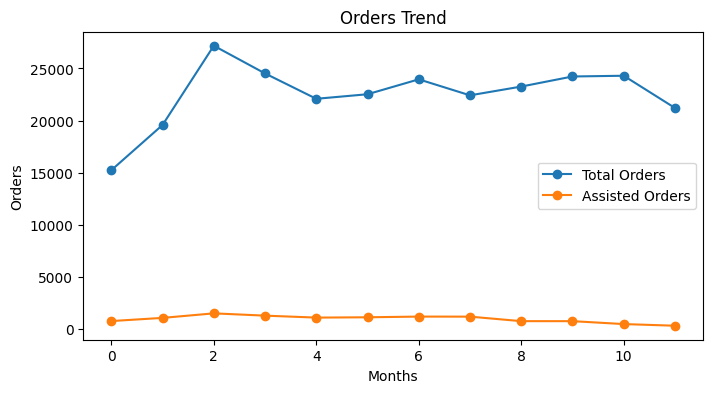 Orders Trend
Orders
25000
20000
15000
10000
5000
0
Total Orders
Assisted Orders
0 2 4 6 8 10
Months